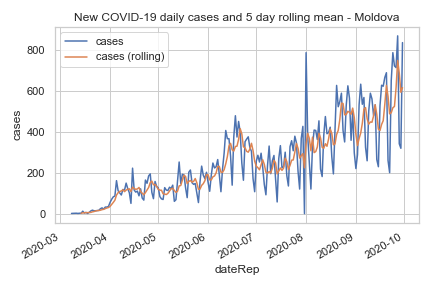 New COVID-19 daily cases and 5 day rolling mean - Moldova
cases
cases (rolling)
800
600
400
200
0
cases
2020-03
2020-04
2020-05
2020-06
2020-07
2020-08
2020-09
2020-10
dateRep